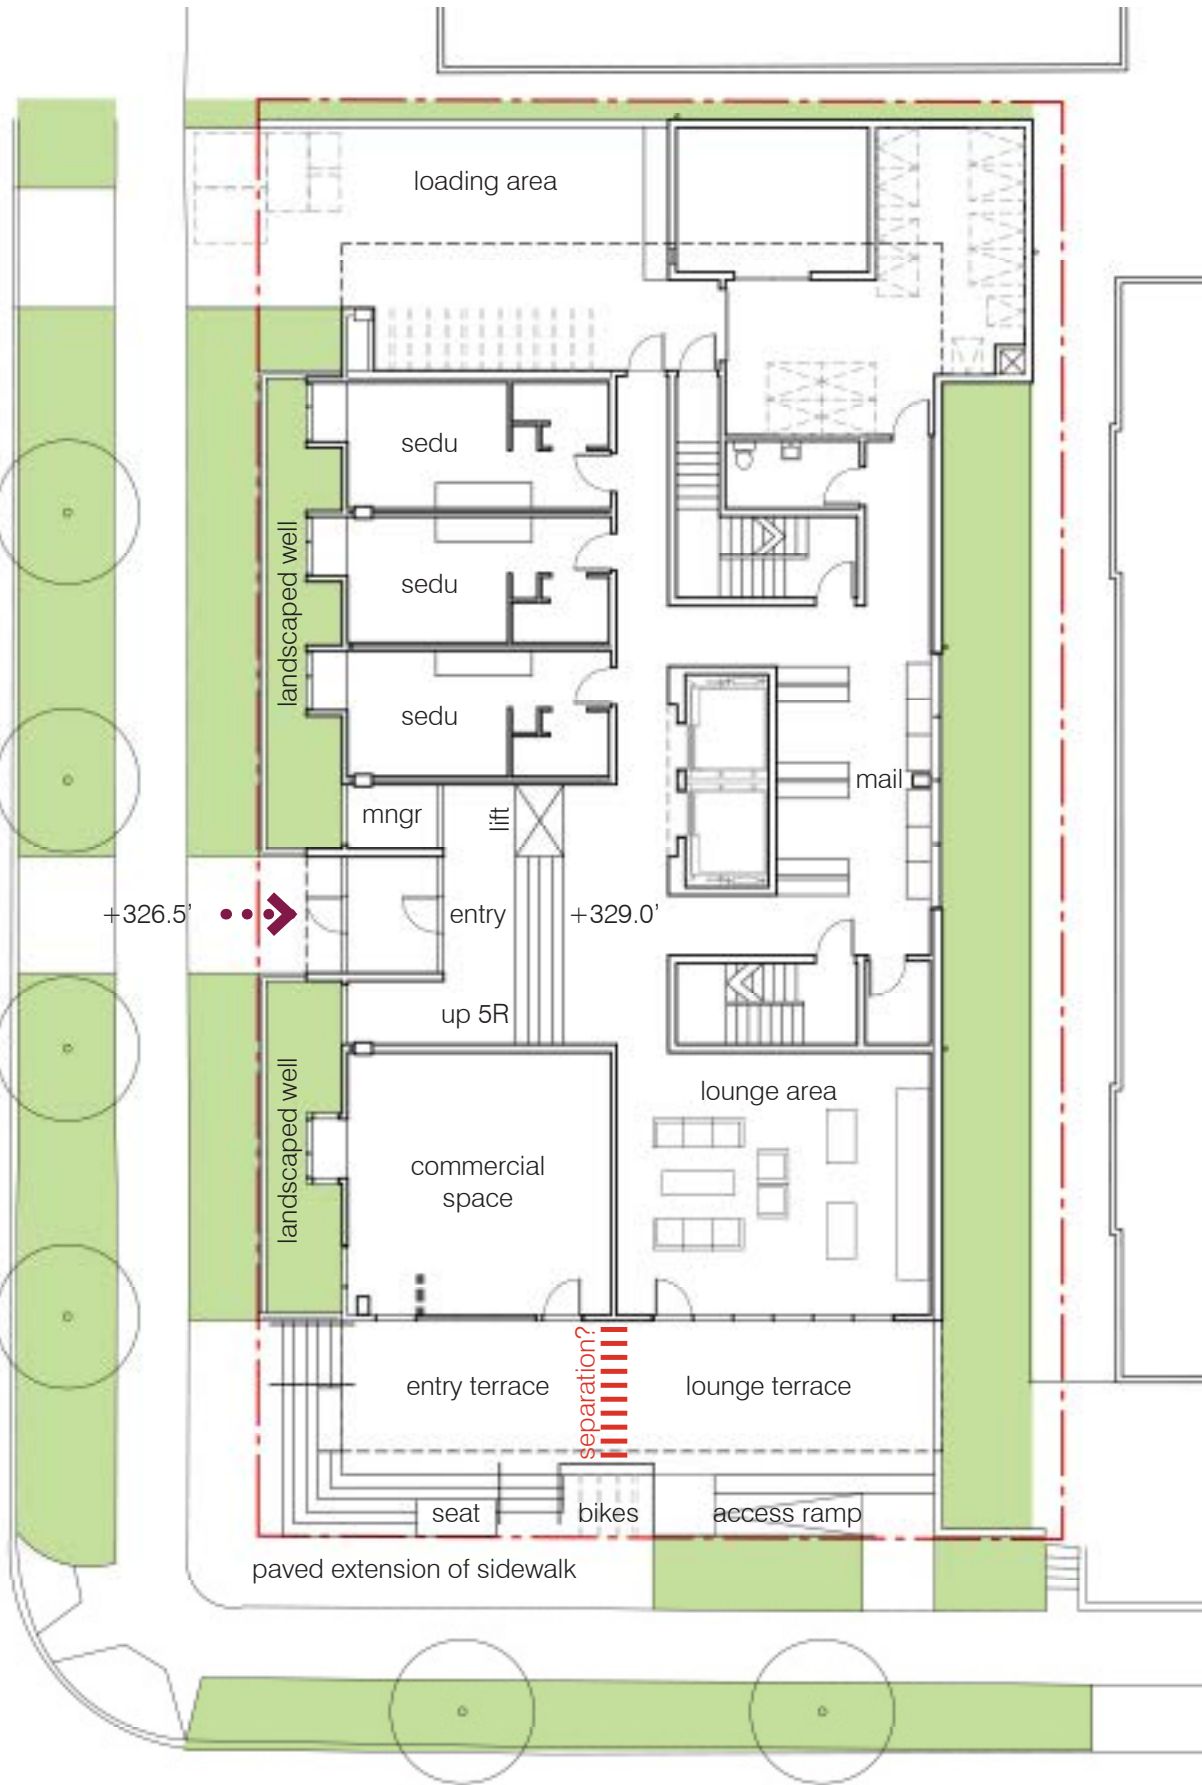 loading area
sedu
landscaped well
sedu
sedu
mngr
lift
mail
+326.5'
entry
+329.0'
up 5R
landscaped well
lounge area
commercial
space
separation?
entry terrace
lounge terrace
seat
bikes
access ramp
paved extension of sidewalk